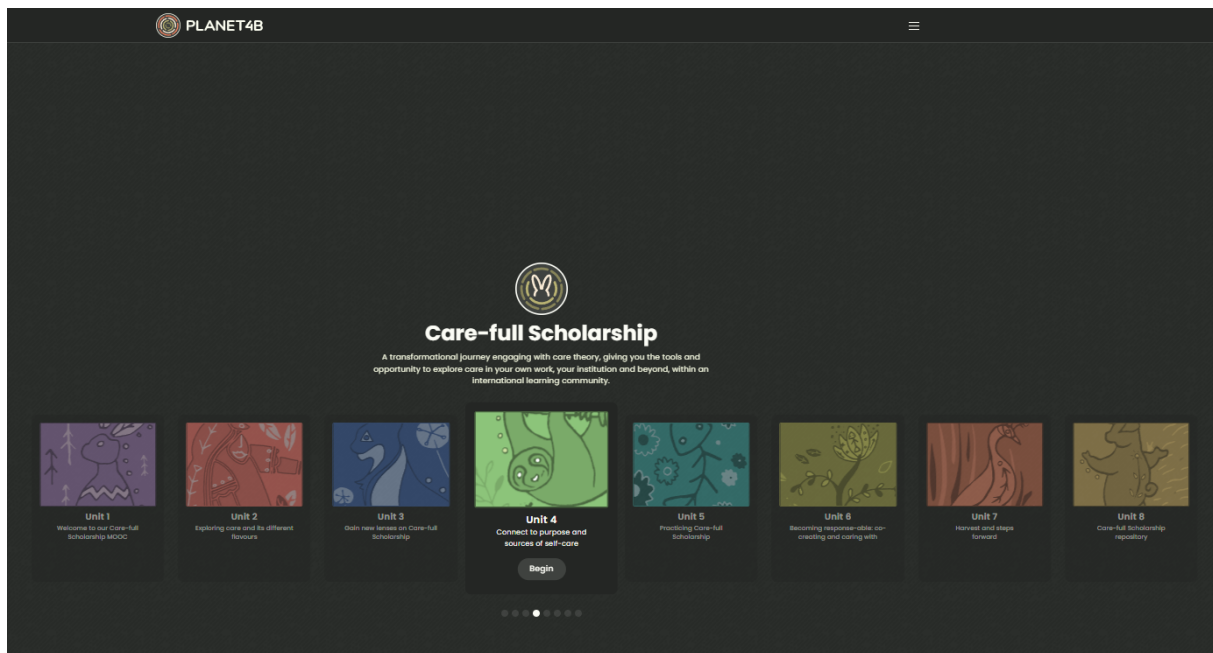 PLANET4B
Care-full Scholarship
A transformational journey engaging with care theory, giving you the tools and
opportunity to explore care in your own work, your institution and beyond, within an
international learning community.
Unit 1
Welcome to our Care-full
Scholarship MOOC
Unit 2
Exploring care and its different
flavours
Unit 3
Gain new lenses on Care-full
Scholarship
Unit 4
Connect to purpose and
sources of self-care
Begin
Unit 5
Practicing Care-full
Scholarship
Unit 6
Becoming response-able: co-
creating and caring with
Unit 7
Harvest and steps
forward
Unit 8
Care-full Scholarship
repository